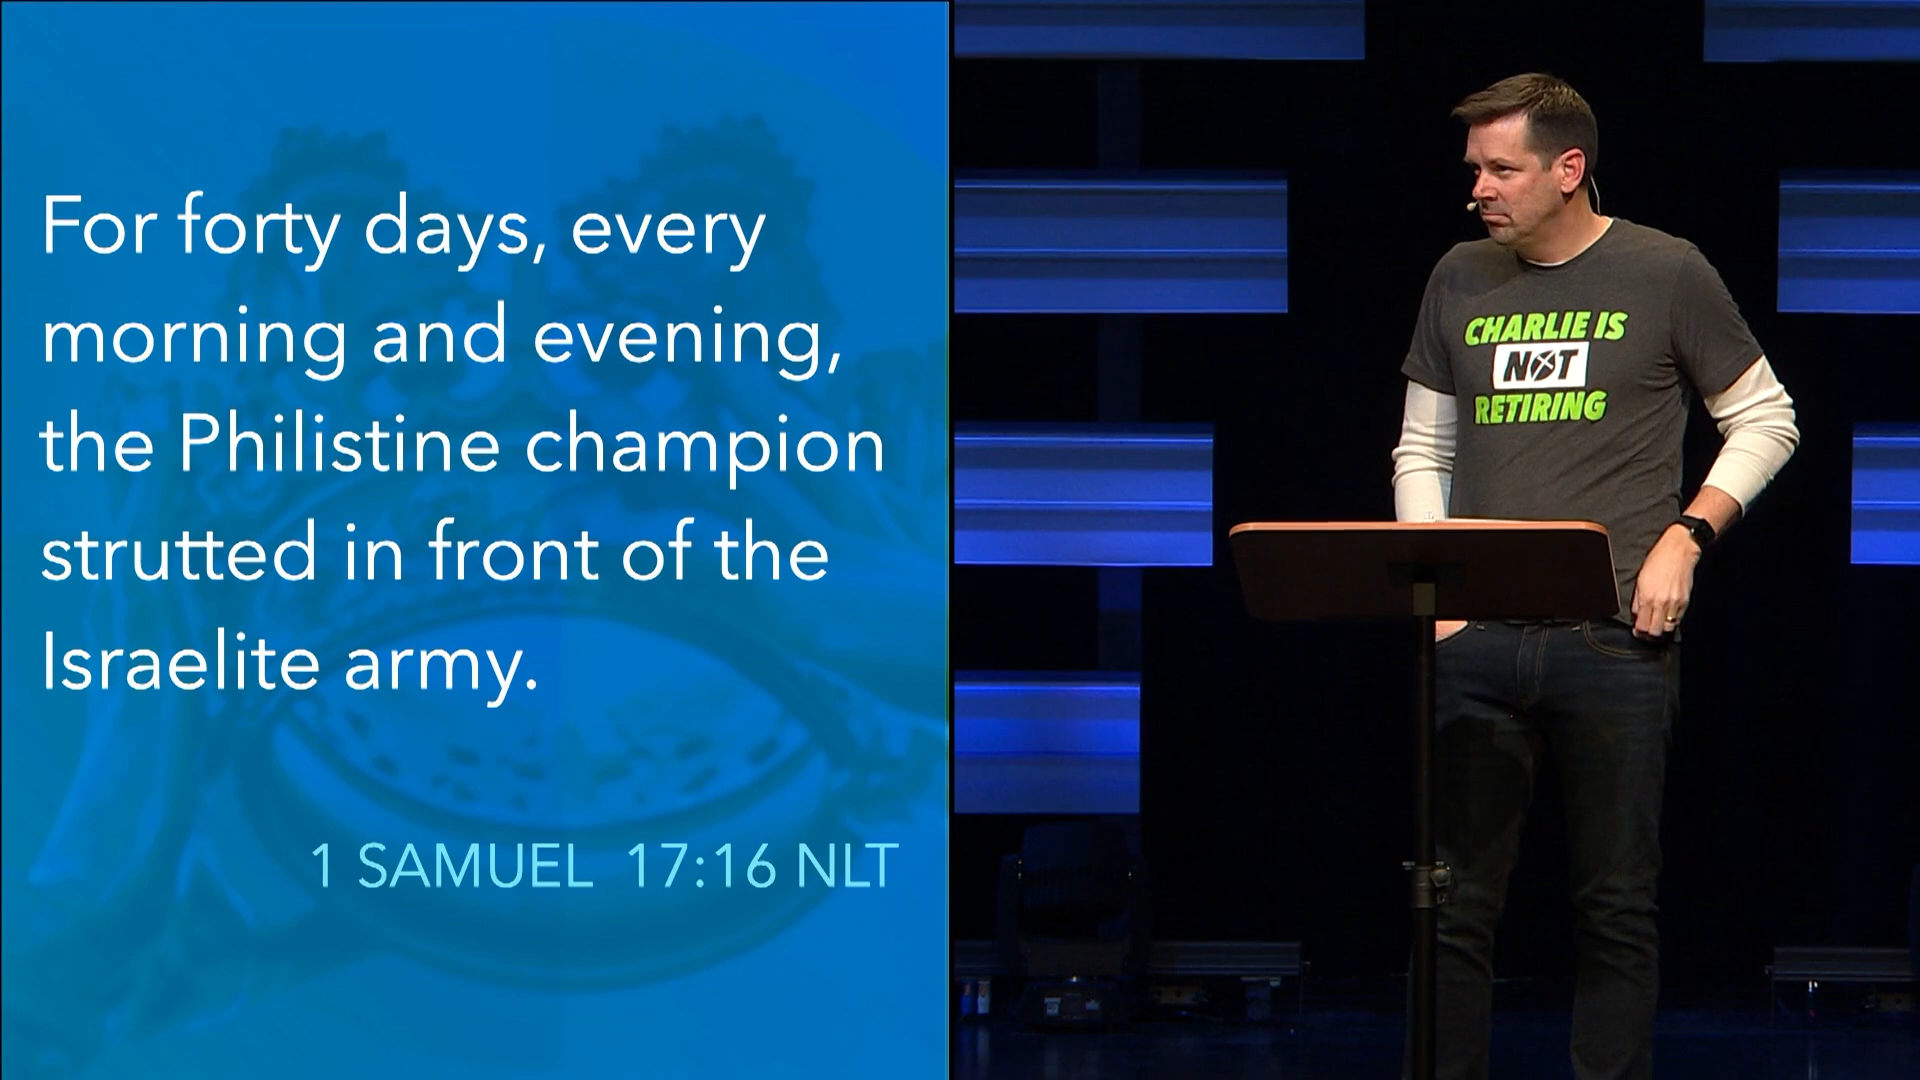 For forty days, every
morning and evening,
the Philistine champion
strutted in front of the
Israelite army.
1 SAMUEL 17:16 NLT
CHARLIE IS
NOT
RETIRING